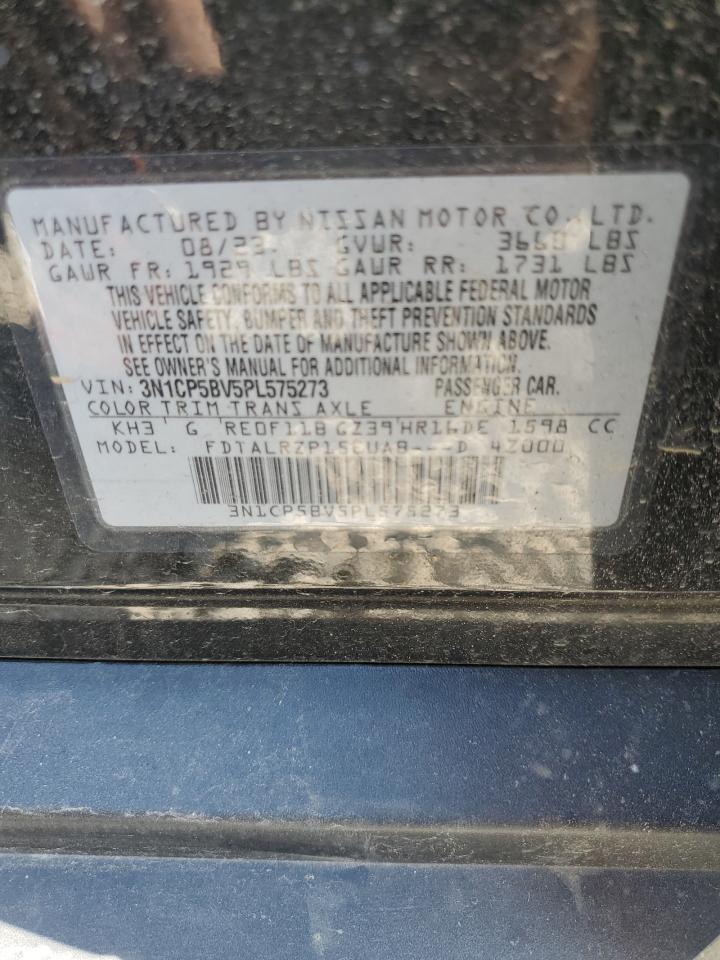 MANUFACTURED BY NISSAN MOTOR CO., LTD.
DATE: 08/23 GVWR: 3660 LBS
GAWR FR: 1929 LBS GAWR RR: 1731 LBS
THIS VEHICLE CONFORMS TO ALL APPLICABLE FEDERAL MOTOR
VEHICLE SAFETY, BUMPER AND THEFT PREVENTION STANDARDS
IN EFFECT ON THE DATE OF MANUFACTURE SHOWN ABOVE.
SEE OWNER'S MANUAL FOR ADDITIONAL INFORMATION.
VIN: 3N1CP5BV5PL575273 PASSENGER CAR.
COLOR TRIM TRANS AXLE ENGINE
KH3 G RE0F11B GZ39 HR16DE 1598 CC
MODEL: 4Z000
3N1CP5BV5PL575273